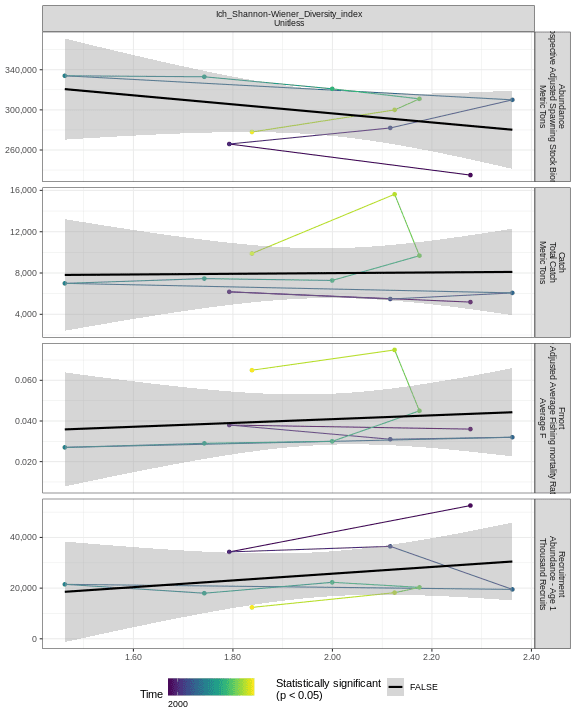 Ich_Shannon-Wiener_Diversity_index
Unitless
340,000
300,000
260,000
Abundance
Adjusted Spawning Stock
Metric Tons
16,000
12,000
8,000
4,000
Catch
Total Catch
Metric Tons
0.060
0.040
0.020
Fmort
Adjusted Average Fishing mortality
Average F
40,000
20,000
0
Recruitment
Abundance - Age 1
Thousand Recruits
1.60
1.80
2.00
2.20
2.40
Time
2000
Statistically significant
(p < 0.05)
FALSE